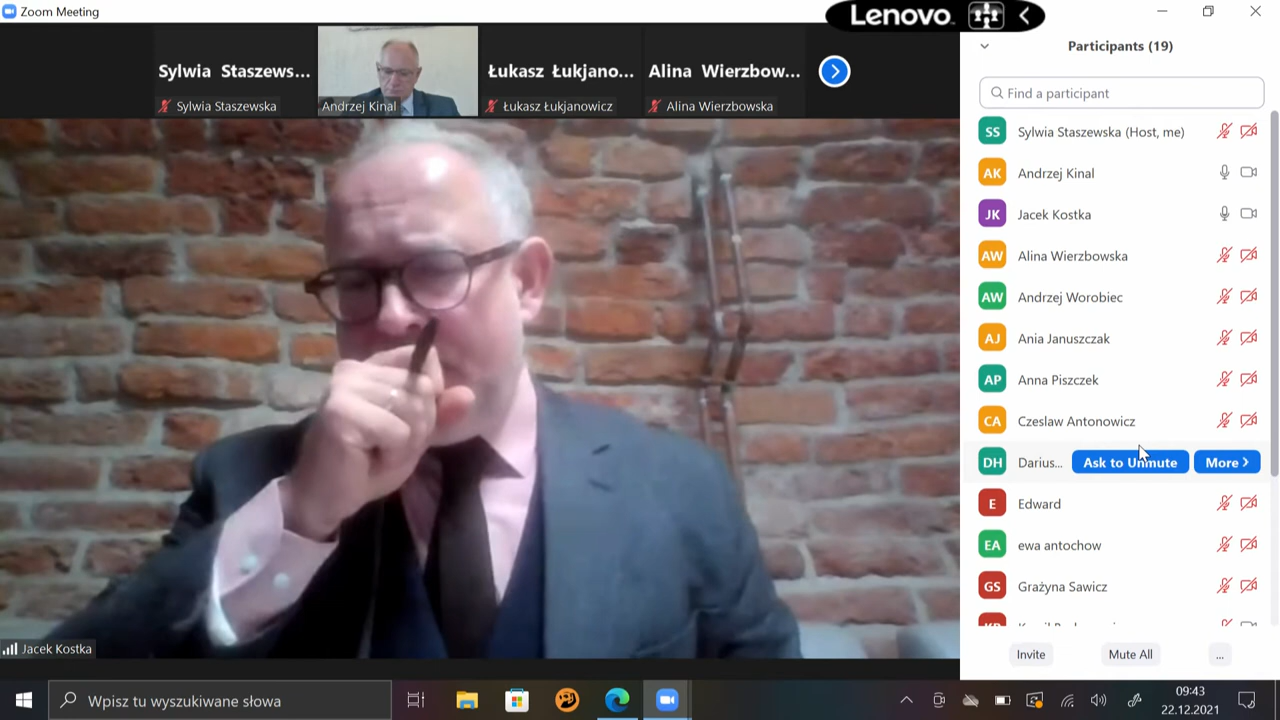 Zoom Meeting
Lenovo
Sylwia Staszews...
Łukasz Łukjano...
Alina Wierzbow...
Sylwia Staszewska
Andrzej Kinal
Łukasz Łukjanowicz
Alina Wierzbowska
Jacek Kostka
Participants (19)
Find a participant
SS Sylwia Staszewska (Host, me)
AK Andrzej Kinal
JK Jacek Kostka
AW Alina Wierzbowska
AW Andrzej Worobiec
AJ Ania Januszczak
AP Anna Piszczek
CA Czeslaw Antonowicz
DH Darius... Ask to Unmute More
E Edward
EA ewa antochow
GS Grażyna Sawicz
Invite Mute All ...
Wpisz tu wyszukiwane słowa
09:43
22.12.2021